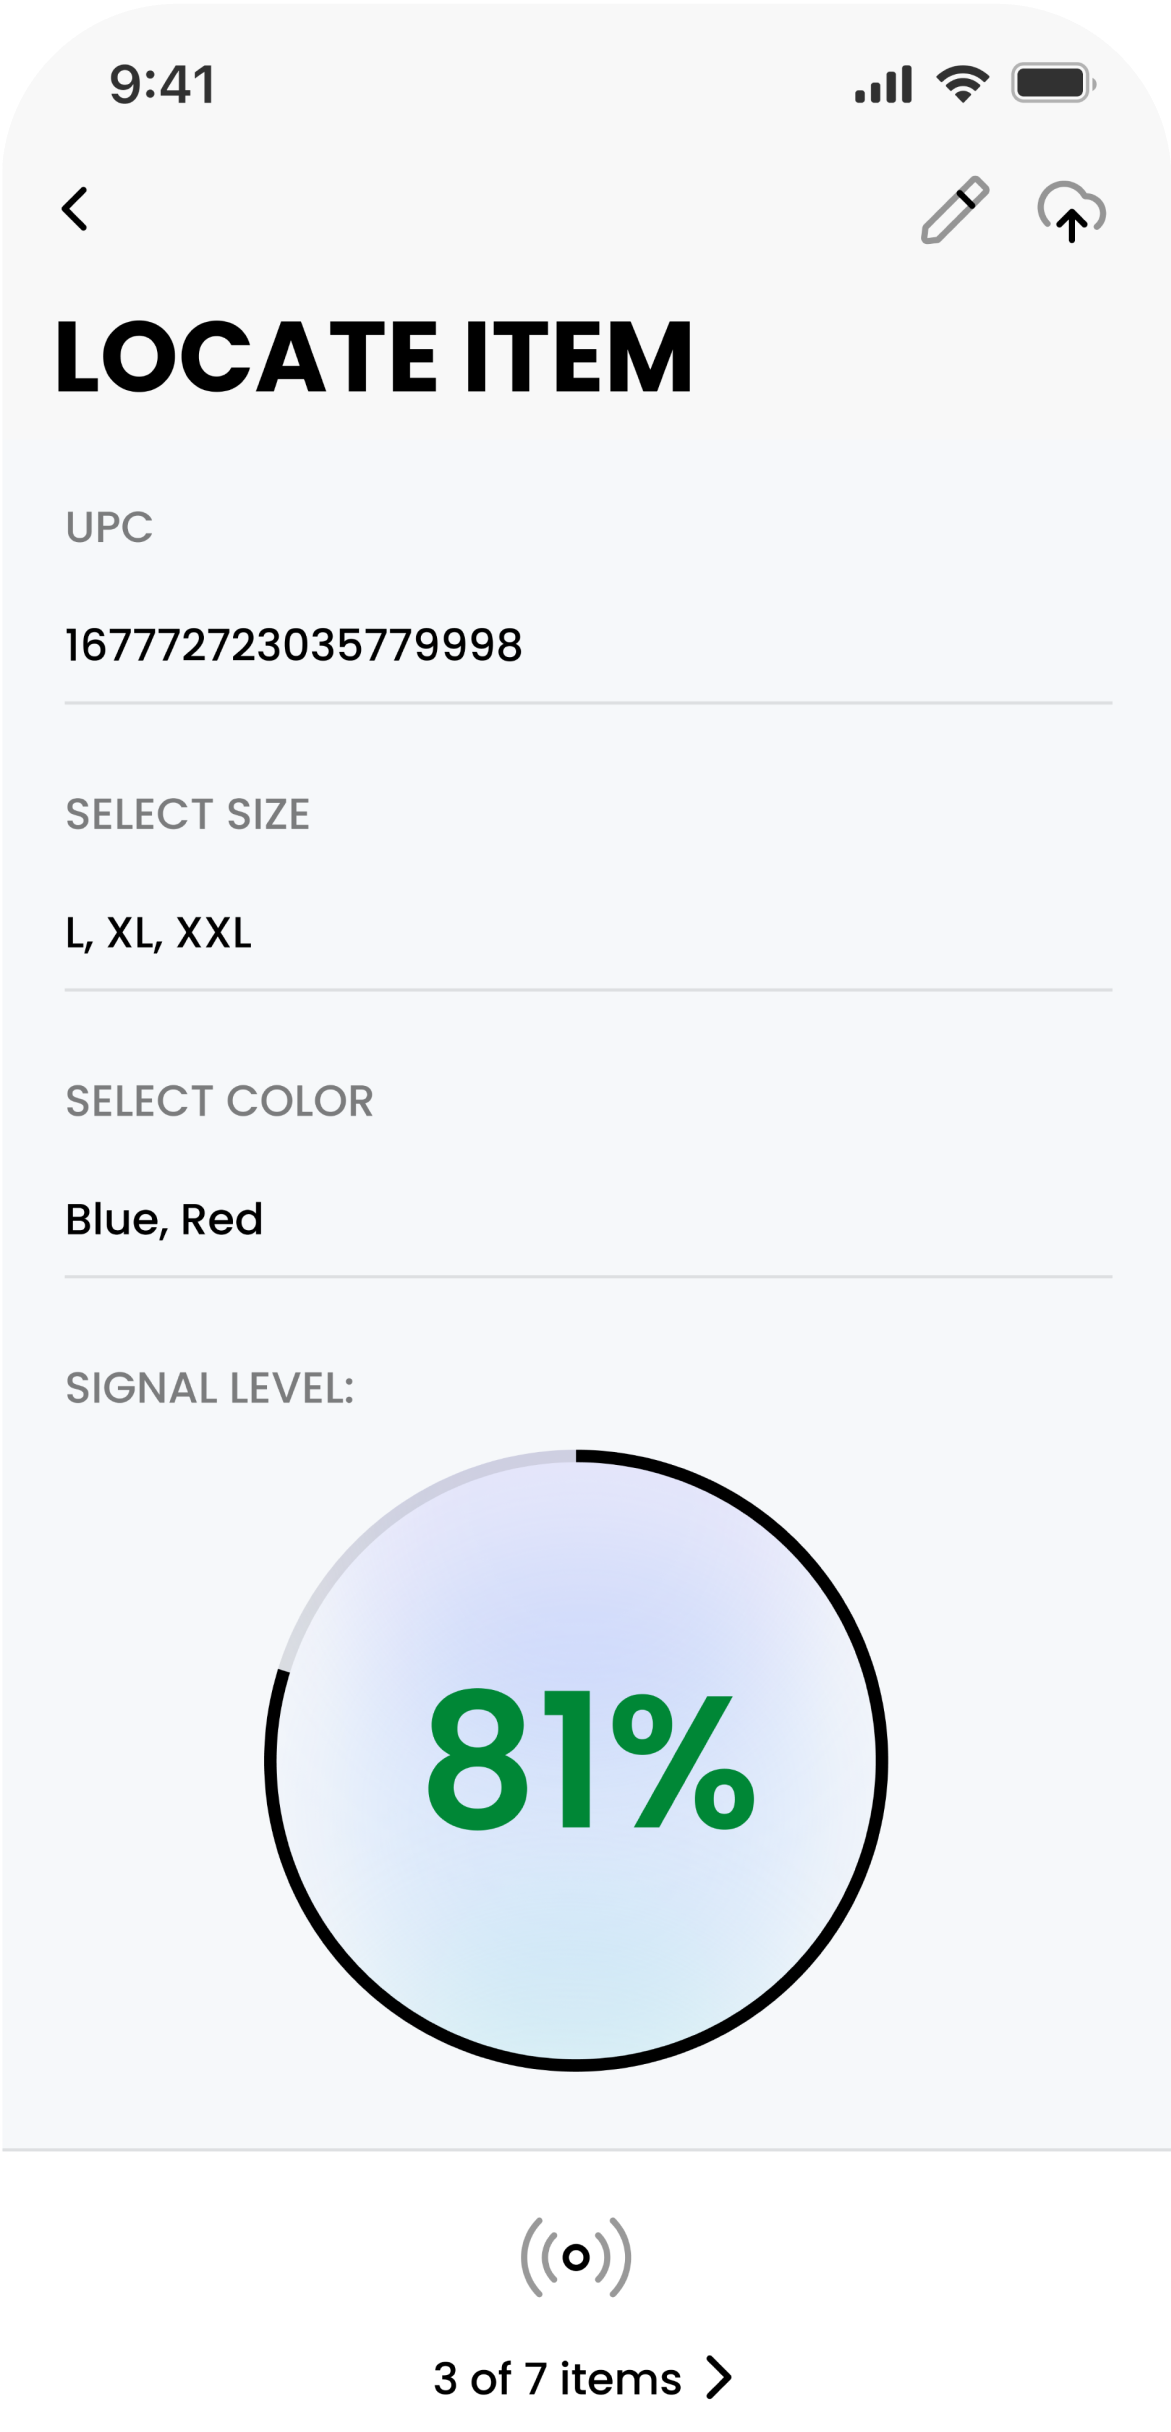 9:41
LOCATE ITEM
UPC
167772723035779998
SELECT SIZE
L, XL, XXL
SELECT COLOR
Blue, Red
SIGNAL LEVEL:
81%
3 of 7 items